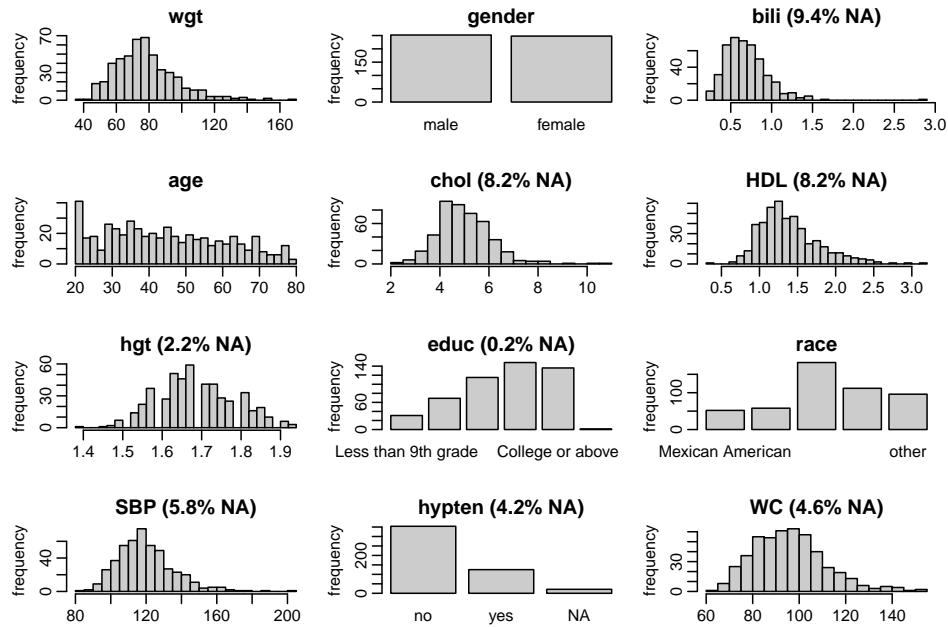 wgt
frequency
70
30
0
40 60 80 120 160
gender
frequency
150
0
male female
bili (9.4% NA)
frequency
40
0
0.5 1.0 1.5 2.0 2.5 3.0
age
frequency
20
0
20 30 40 50 60 70 80
chol (8.2% NA)
frequency
60
0
2 4 6 8 10
HDL (8.2% NA)
frequency
30
0
0.5 1.0 1.5 2.0 2.5 3.0
hgt (2.2% NA)
frequency
60
30
0
1.4 1.5 1.6 1.7 1.8 1.9
educ (0.2% NA)
frequency
140
60
0
Less than 9th grade College or above
race
frequency
100
0
Mexican American other
SBP (5.8% NA)
frequency
40
0
80 120 160 200
hypten (4.2% NA)
frequency
200
0
no yes NA
WC (4.6% NA)
frequency
30
0
60 80 100 120 140